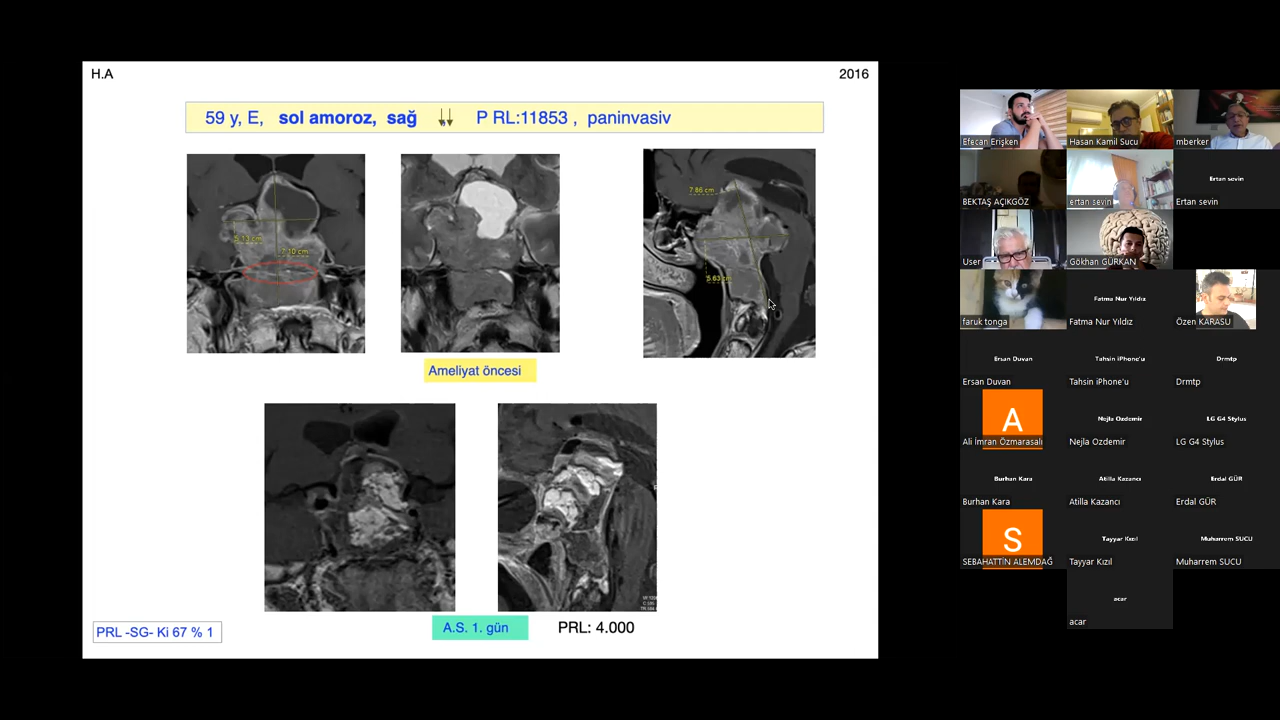 H.A
2016
59 y, E, sol amoroz, sağ ↓↓ P RL:11853 , paninvasiv
5.13 cm
7.10 cm
7.86 cm
5.63 cm
Ameliyat öncesi
PRL -SG- Ki 67 % 1
A.S. 1. gün
PRL: 4.000
Efecan Erişken
Hasan Kamil Sucu
mberker
BEKTAŞ AÇIKGÖZ
ertan sevin
Ertan sevin
Ertan sevin
User
Gökhan GÜRKAN
faruk tonga
Fatma Nur Yıldız
Fatma Nur Yıldız
Özen KARASU
Ersan Duvan
Ersan Duvan
Tahsin iPhone'u
Tahsin iPhone'u
Drmtp
Drmtp
A
Ali İmran Özmarasalı
Nejla Ozdemir
Nejla Ozdemir
LG G4 Stylus
LG G4 Stylus
Burhan Kara
Burhan Kara
Atilla Kazancı
Atilla Kazancı
Erdal GÜR
Erdal GÜR
S
SEBAHATTİN ALEMDAĞ
Tayyar Kızıl
Tayyar Kızıl
Muharrem SUCU
Muharrem SUCU
acar
acar